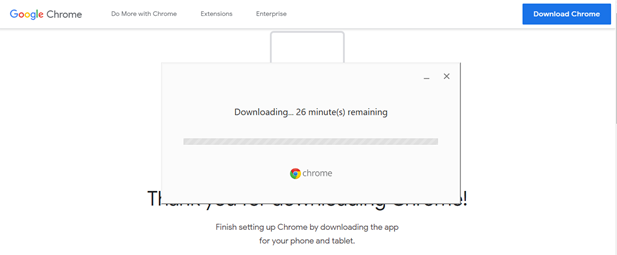 Google Chrome
Do More with Chrome
Extensions
Enterprise
Download Chrome
Downloading... 26 minute(s) remaining
chrome
Thank you for downloading Chrome!
Finish setting up Chrome by downloading the app
for your phone and tablet.